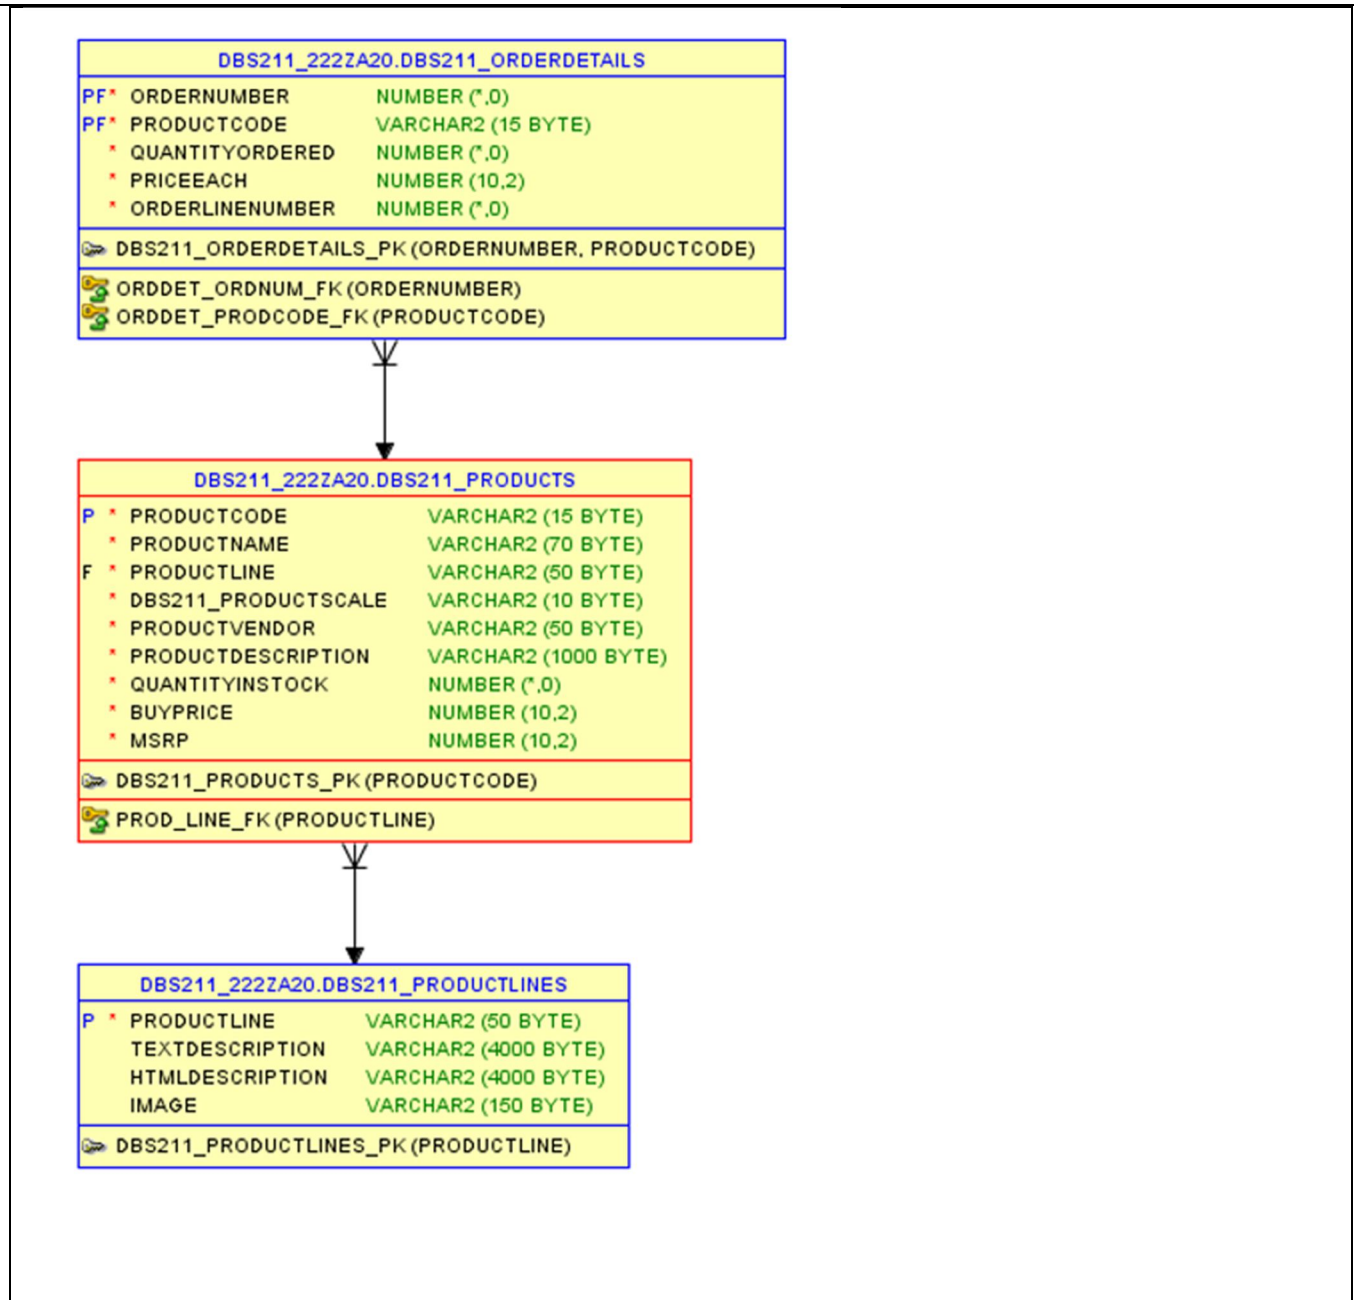 DBS211_222ZA20.DBS211_ORDERDETAILS
PF* ORDERNUMBER NUMBER (*,0)
PF* PRODUCTCODE VARCHAR2 (15 BYTE)
* QUANTITYORDERED NUMBER (*,0)
* PRICEEACH NUMBER (10,2)
* ORDERLINENUMBER NUMBER (*,0)
DBS211_ORDERDETAILS_PK (ORDERNUMBER, PRODUCTCODE)
ORDDET_ORDNUM_FK (ORDERNUMBER)
ORDDET_PRODCODE_FK (PRODUCTCODE)
DBS211_222ZA20.DBS211_PRODUCTS
P * PRODUCTCODE VARCHAR2 (15 BYTE)
* PRODUCTNAME VARCHAR2 (70 BYTE)
F * PRODUCTLINE VARCHAR2 (50 BYTE)
* DBS211_PRODUCTSCALE VARCHAR2 (10 BYTE)
* PRODUCTVENDOR VARCHAR2 (50 BYTE)
* PRODUCTDESCRIPTION VARCHAR2 (1000 BYTE)
* QUANTITYINSTOCK NUMBER (*,0)
* BUYPRICE NUMBER (10,2)
* MSRP NUMBER (10,2)
DBS211_PRODUCTS_PK (PRODUCTCODE)
PROD_LINE_FK (PRODUCTLINE)
DBS211_222ZA20.DBS211_PRODUCTLINES
P * PRODUCTLINE VARCHAR2 (50 BYTE)
TEXTDESCRIPTION VARCHAR2 (4000 BYTE)
HTMLDESCRIPTION VARCHAR2 (4000 BYTE)
IMAGE VARCHAR2 (150 BYTE)
DBS211_PRODUCTLINES_PK (PRODUCTLINE)